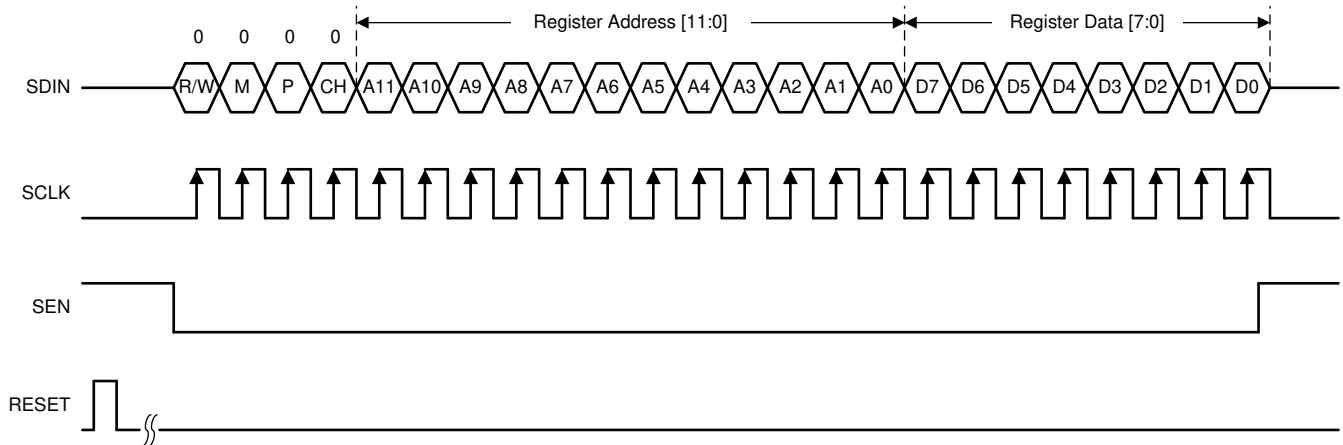 Register Address [11:0] Register Data [7:0]
0 0 0 0
SDIN R/W M P CH A11 A10 A9 A8 A7 A6 A5 A4 A3 A2 A1 A0 D7 D6 D5 D4 D3 D2 D1 D0
SCLK
SEN
RESET